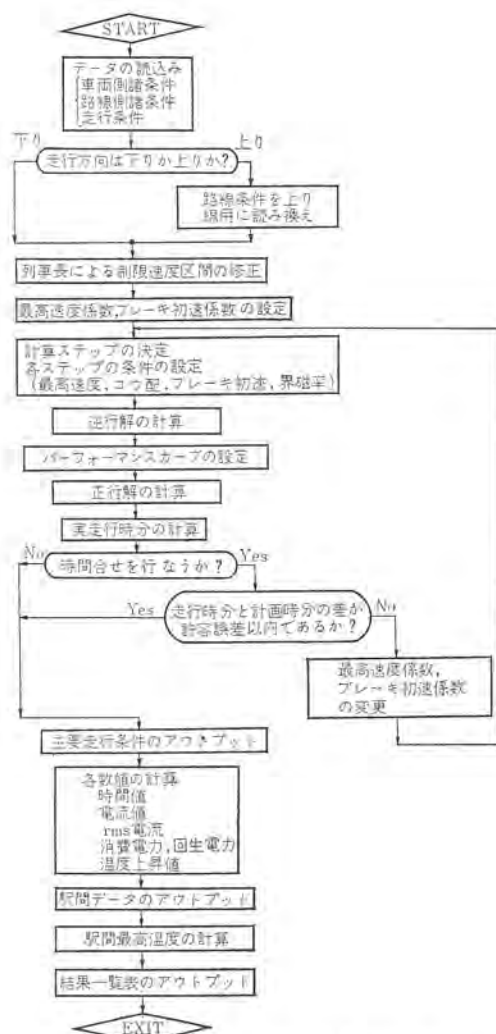 START
データの読込み
車両側諸条件
路線側諸条件
走行条件
下り
上り
走行方向は下りか上りか?
路線条件を上り
線用に読み換え
列車長による制限速度区間の修正
最高速度係数,ブレーキ初速係数の設定
計算ステップの決定
各ステップの条件の設定
(最高速度,コウ配,ブレーキ初速,界磁率)
逆行解の計算
パーフォーマンスカーブの設定
正行解の計算
実走行時分の計算
No
時間合せを行なうか?
Yes
Yes
走行時分と計画時分の差が
許容誤差以内であるか?
No
最高速度係数,
ブレーキ初速係数
の変更
主要走行条件のアウトプット
各数値の計算
時間値
電流値
rms電流
消費電力,回生電力
温度上昇値
駅間データのアウトプット
駅間最高温度の計算
結果一覧表のアウトプット
EXIT